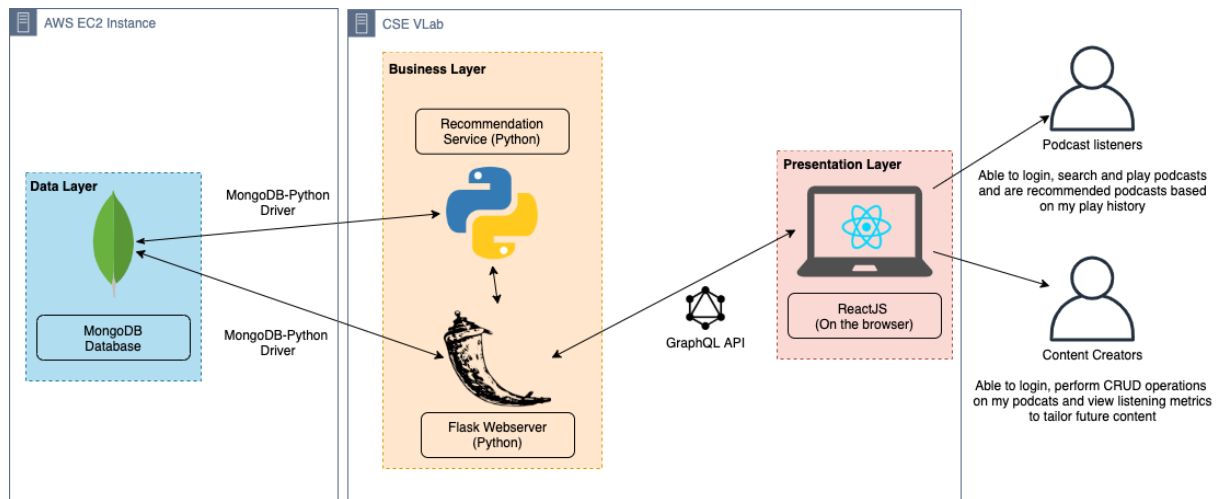 AWS EC2 Instance
CSE VLab
Business Layer
Recommendation
Service (Python)
Data Layer
MongoDB-Python
Driver
MongoDB
Database
MongoDB-Python
Driver
Flask Webserver
(Python)
GraphQL API
Presentation Layer
ReactJS
(On the browser)
Podcast listeners
Able to login, search and play podcasts
and are recommended podcasts based
on my play history
Content Creators
Able to login, perform CRUD operations
on my podcats and view listening metrics
to tailor future content